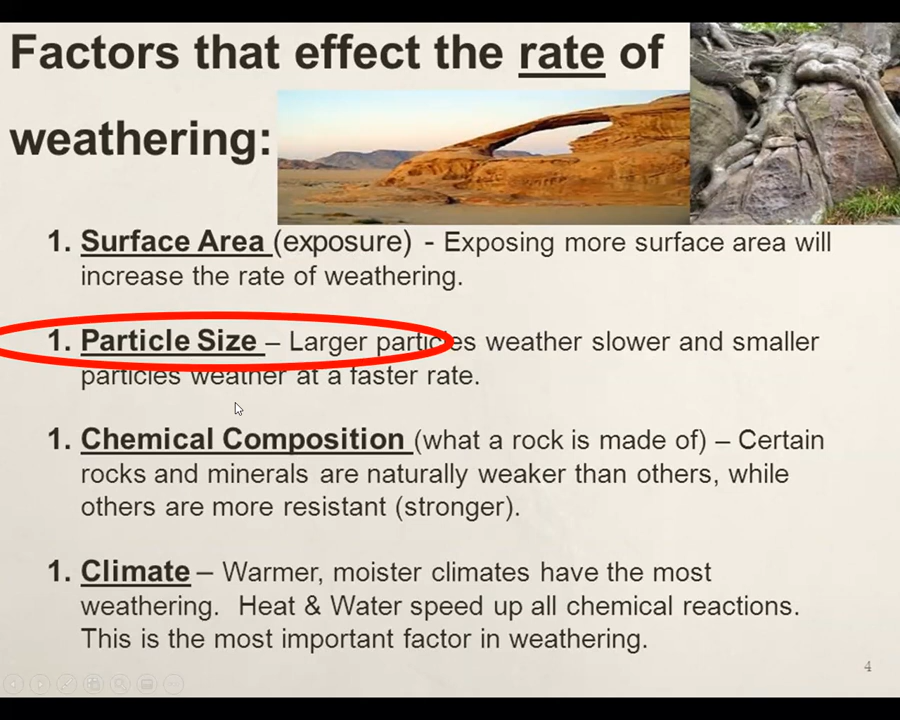 Factors that effect the rate of
weathering:
1. Surface Area (exposure) - Exposing more surface area will
increase the rate of weathering.
1. Particle Size – Larger particles weather slower and smaller
particles weather at a faster rate.
1. Chemical Composition (what a rock is made of) – Certain
rocks and minerals are naturally weaker than others, while
others are more resistant (stronger).
1. Climate – Warmer, moister climates have the most
weathering.  Heat & Water speed up all chemical reactions.
This is the most important factor in weathering.
4